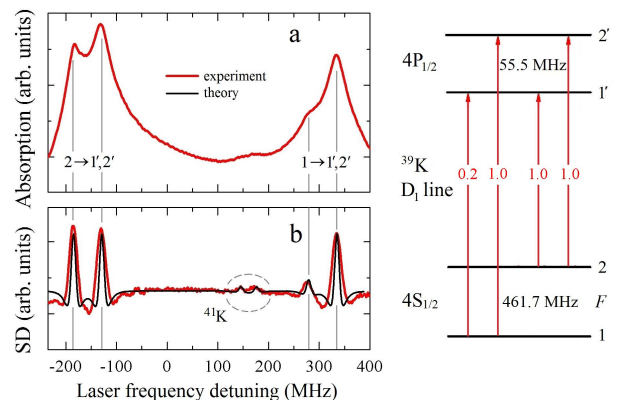 Absorption (arb. units)
a
experiment
theory
2→1′,2′
1→1′,2′
SD (arb. units)
b
⁴¹K
-200 -100 0 100 200 300 400
Laser frequency detuning (MHz)
4P₁/₂
55.5 MHz
2′
1′
³⁹K
D₁ line
0.2 1.0 1.0 1.0
4S₁/₂
461.7 MHz
2
F
1